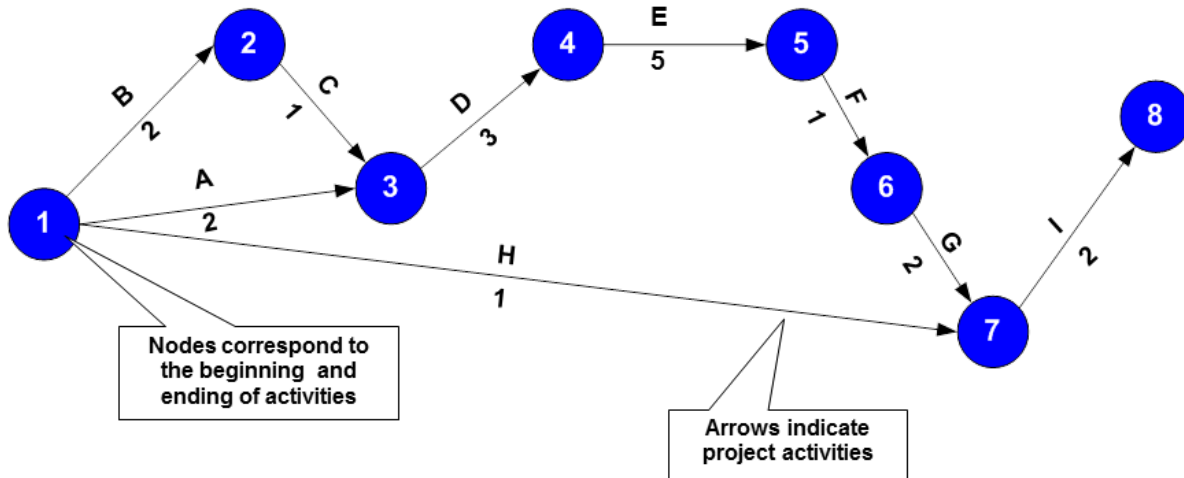 2
4
E
5
5
B
2
C
1
D
3
F
1
8
A
2
3
6
1
H
1
G
2
I
2
7
Nodes correspond to
the beginning and
ending of activities
Arrows indicate
project activities